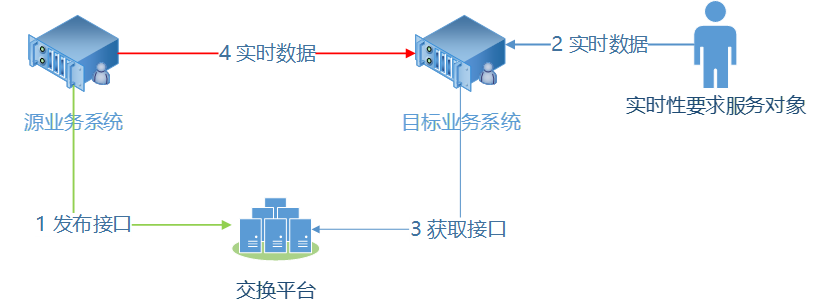 4 实时数据
2 实时数据
源业务系统
目标业务系统
实时性要求服务对象
1 发布接口
3 获取接口
交换平台